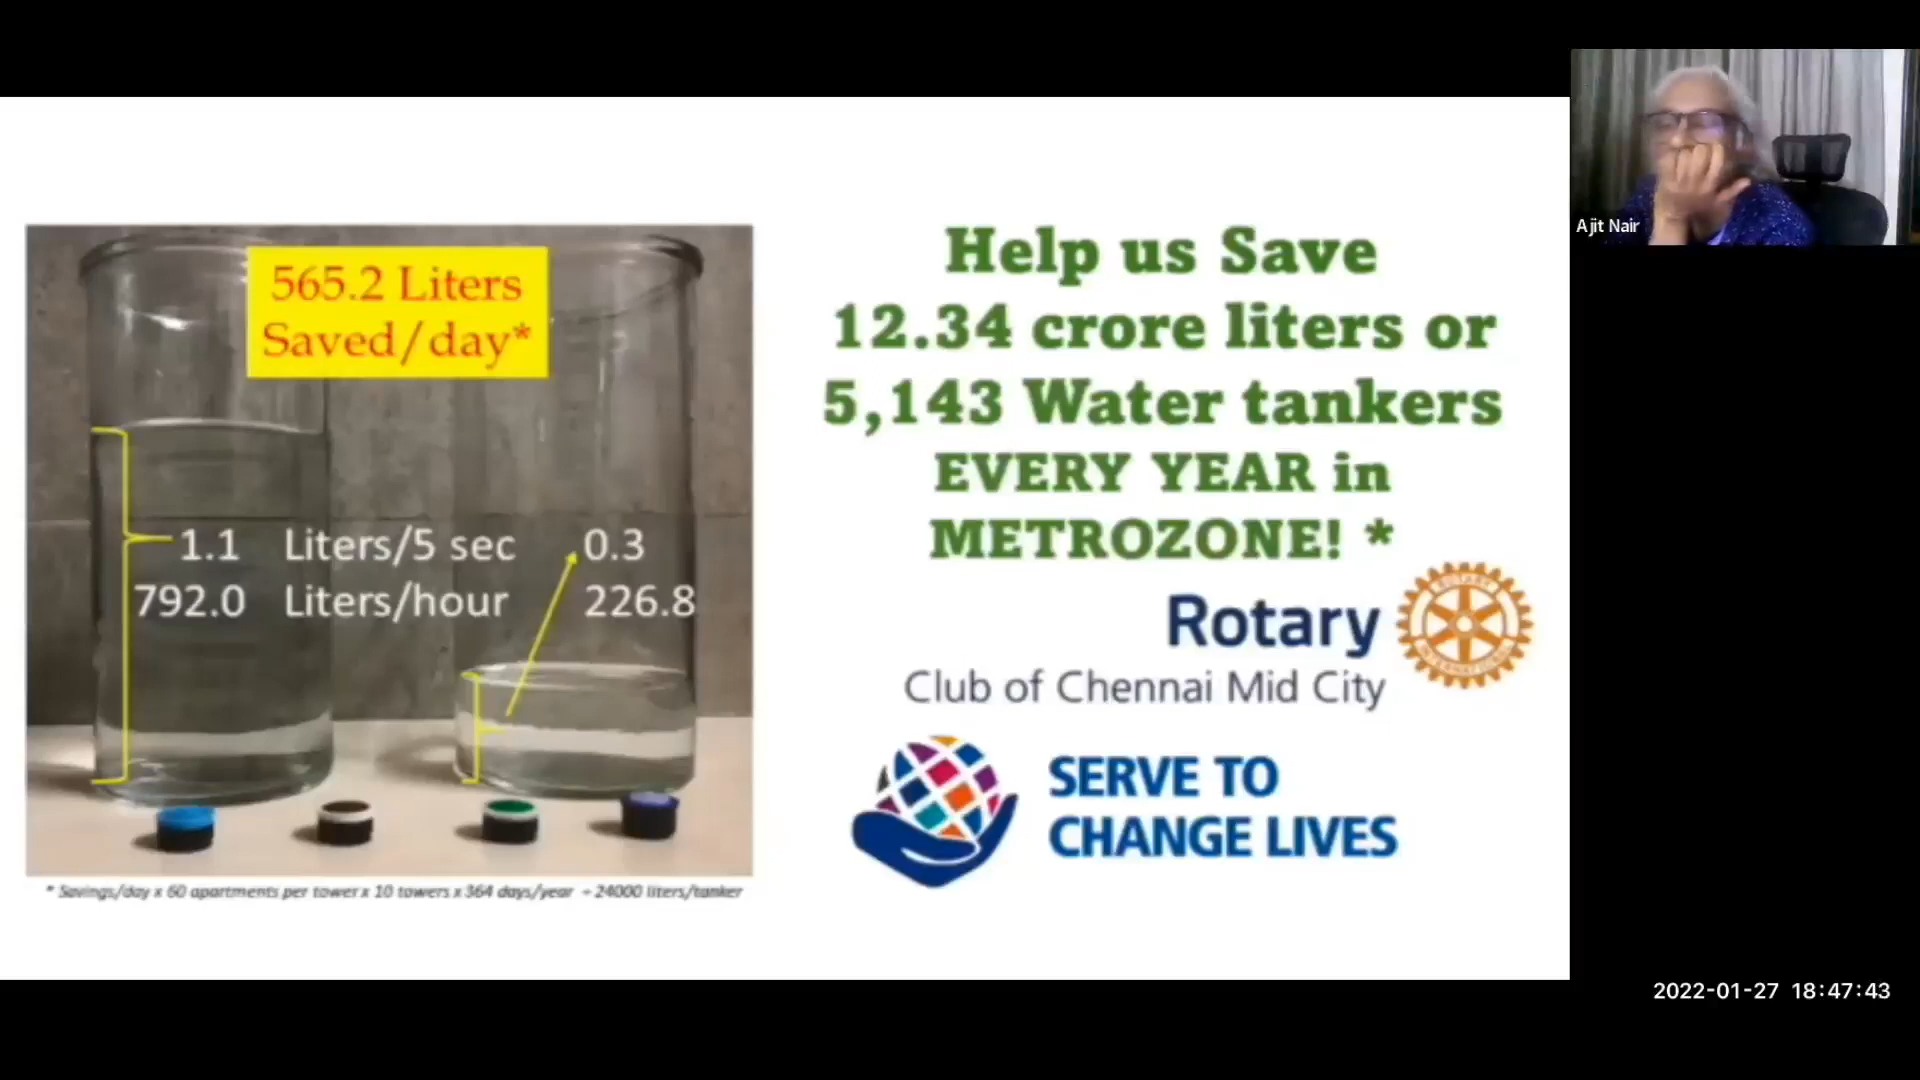 565.2 Liters
Saved/day*
1.1 Liters/5 sec 0.3
792.0 Liters/hour 226.8
* Savings/day x 60 apartments per tower x 10 towers x 364 days/year ÷ 24000 liters/tanker
Help us Save
12.34 crore liters or
5,143 Water tankers
EVERY YEAR in
METROZONE! *
Rotary
Club of Chennai Mid City
ROTARY
INTERNATIONAL
SERVE TO
CHANGE LIVES
Ajit Nair
2022-01-27 18:47:43